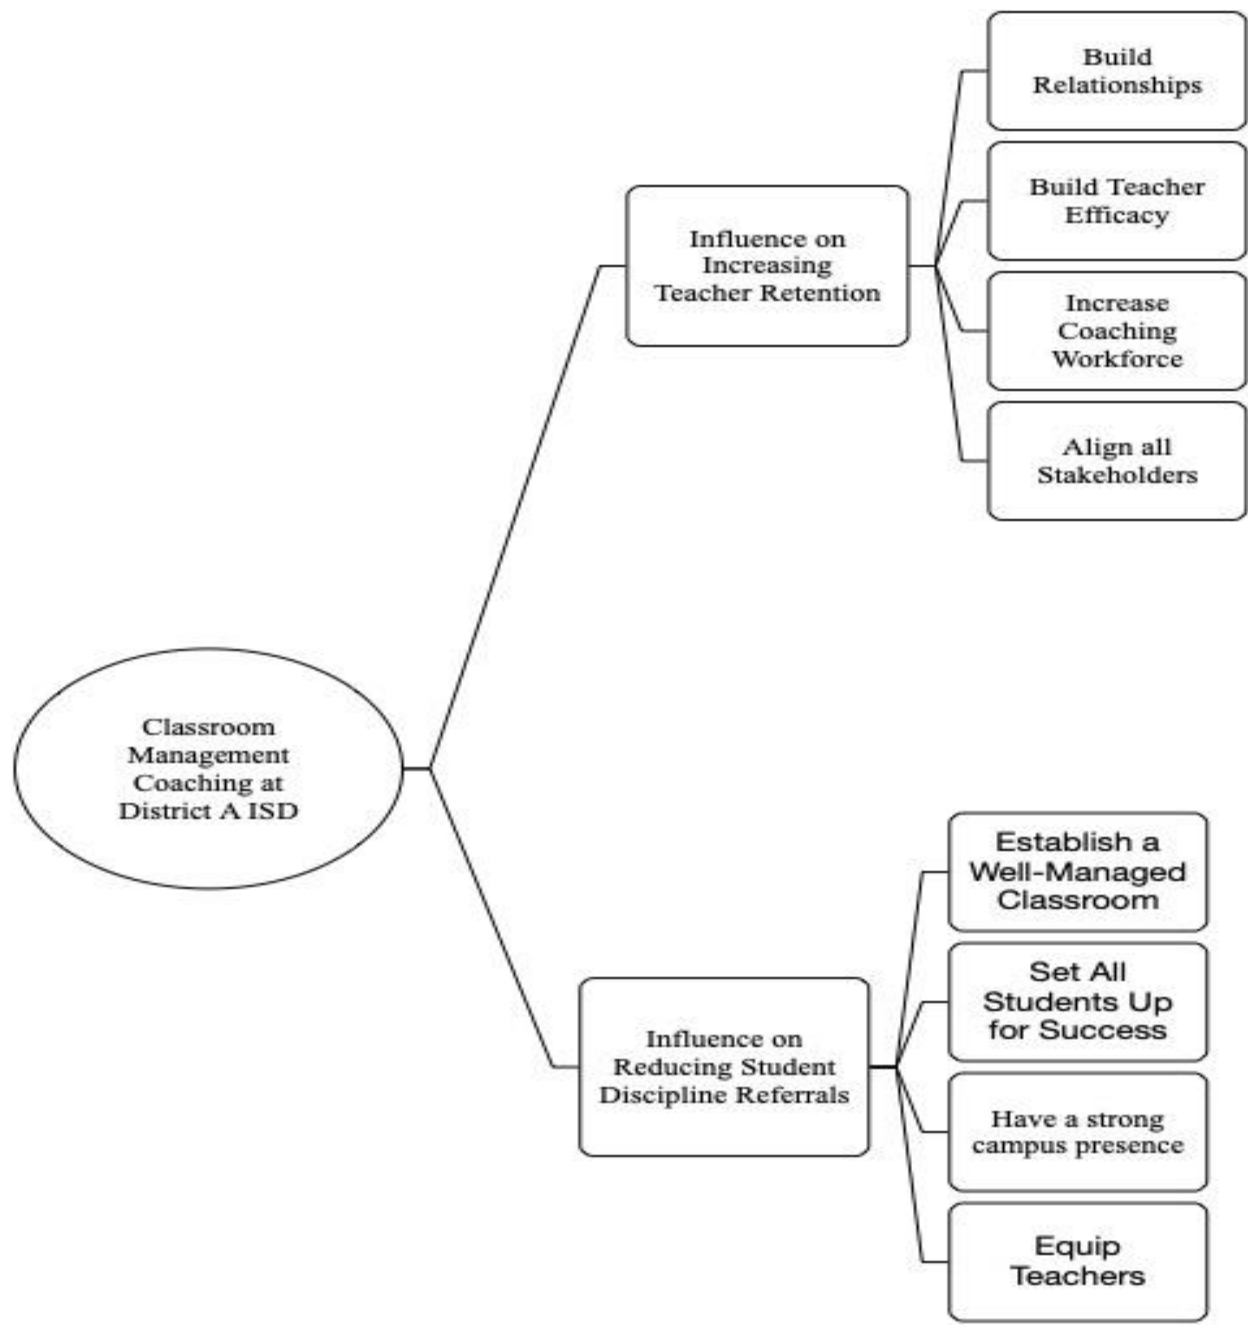 Build
Relationships
Build Teacher
Efficacy
Influence on
Increasing
Teacher Retention
Increase
Coaching
Workforce
Align all
Stakeholders
Classroom
Management
Coaching at
District A ISD
Establish a
Well-Managed
Classroom
Set All
Students Up
for Success
Influence on
Reducing Student
Discipline Referrals
Have a strong
campus presence
Equip
Teachers